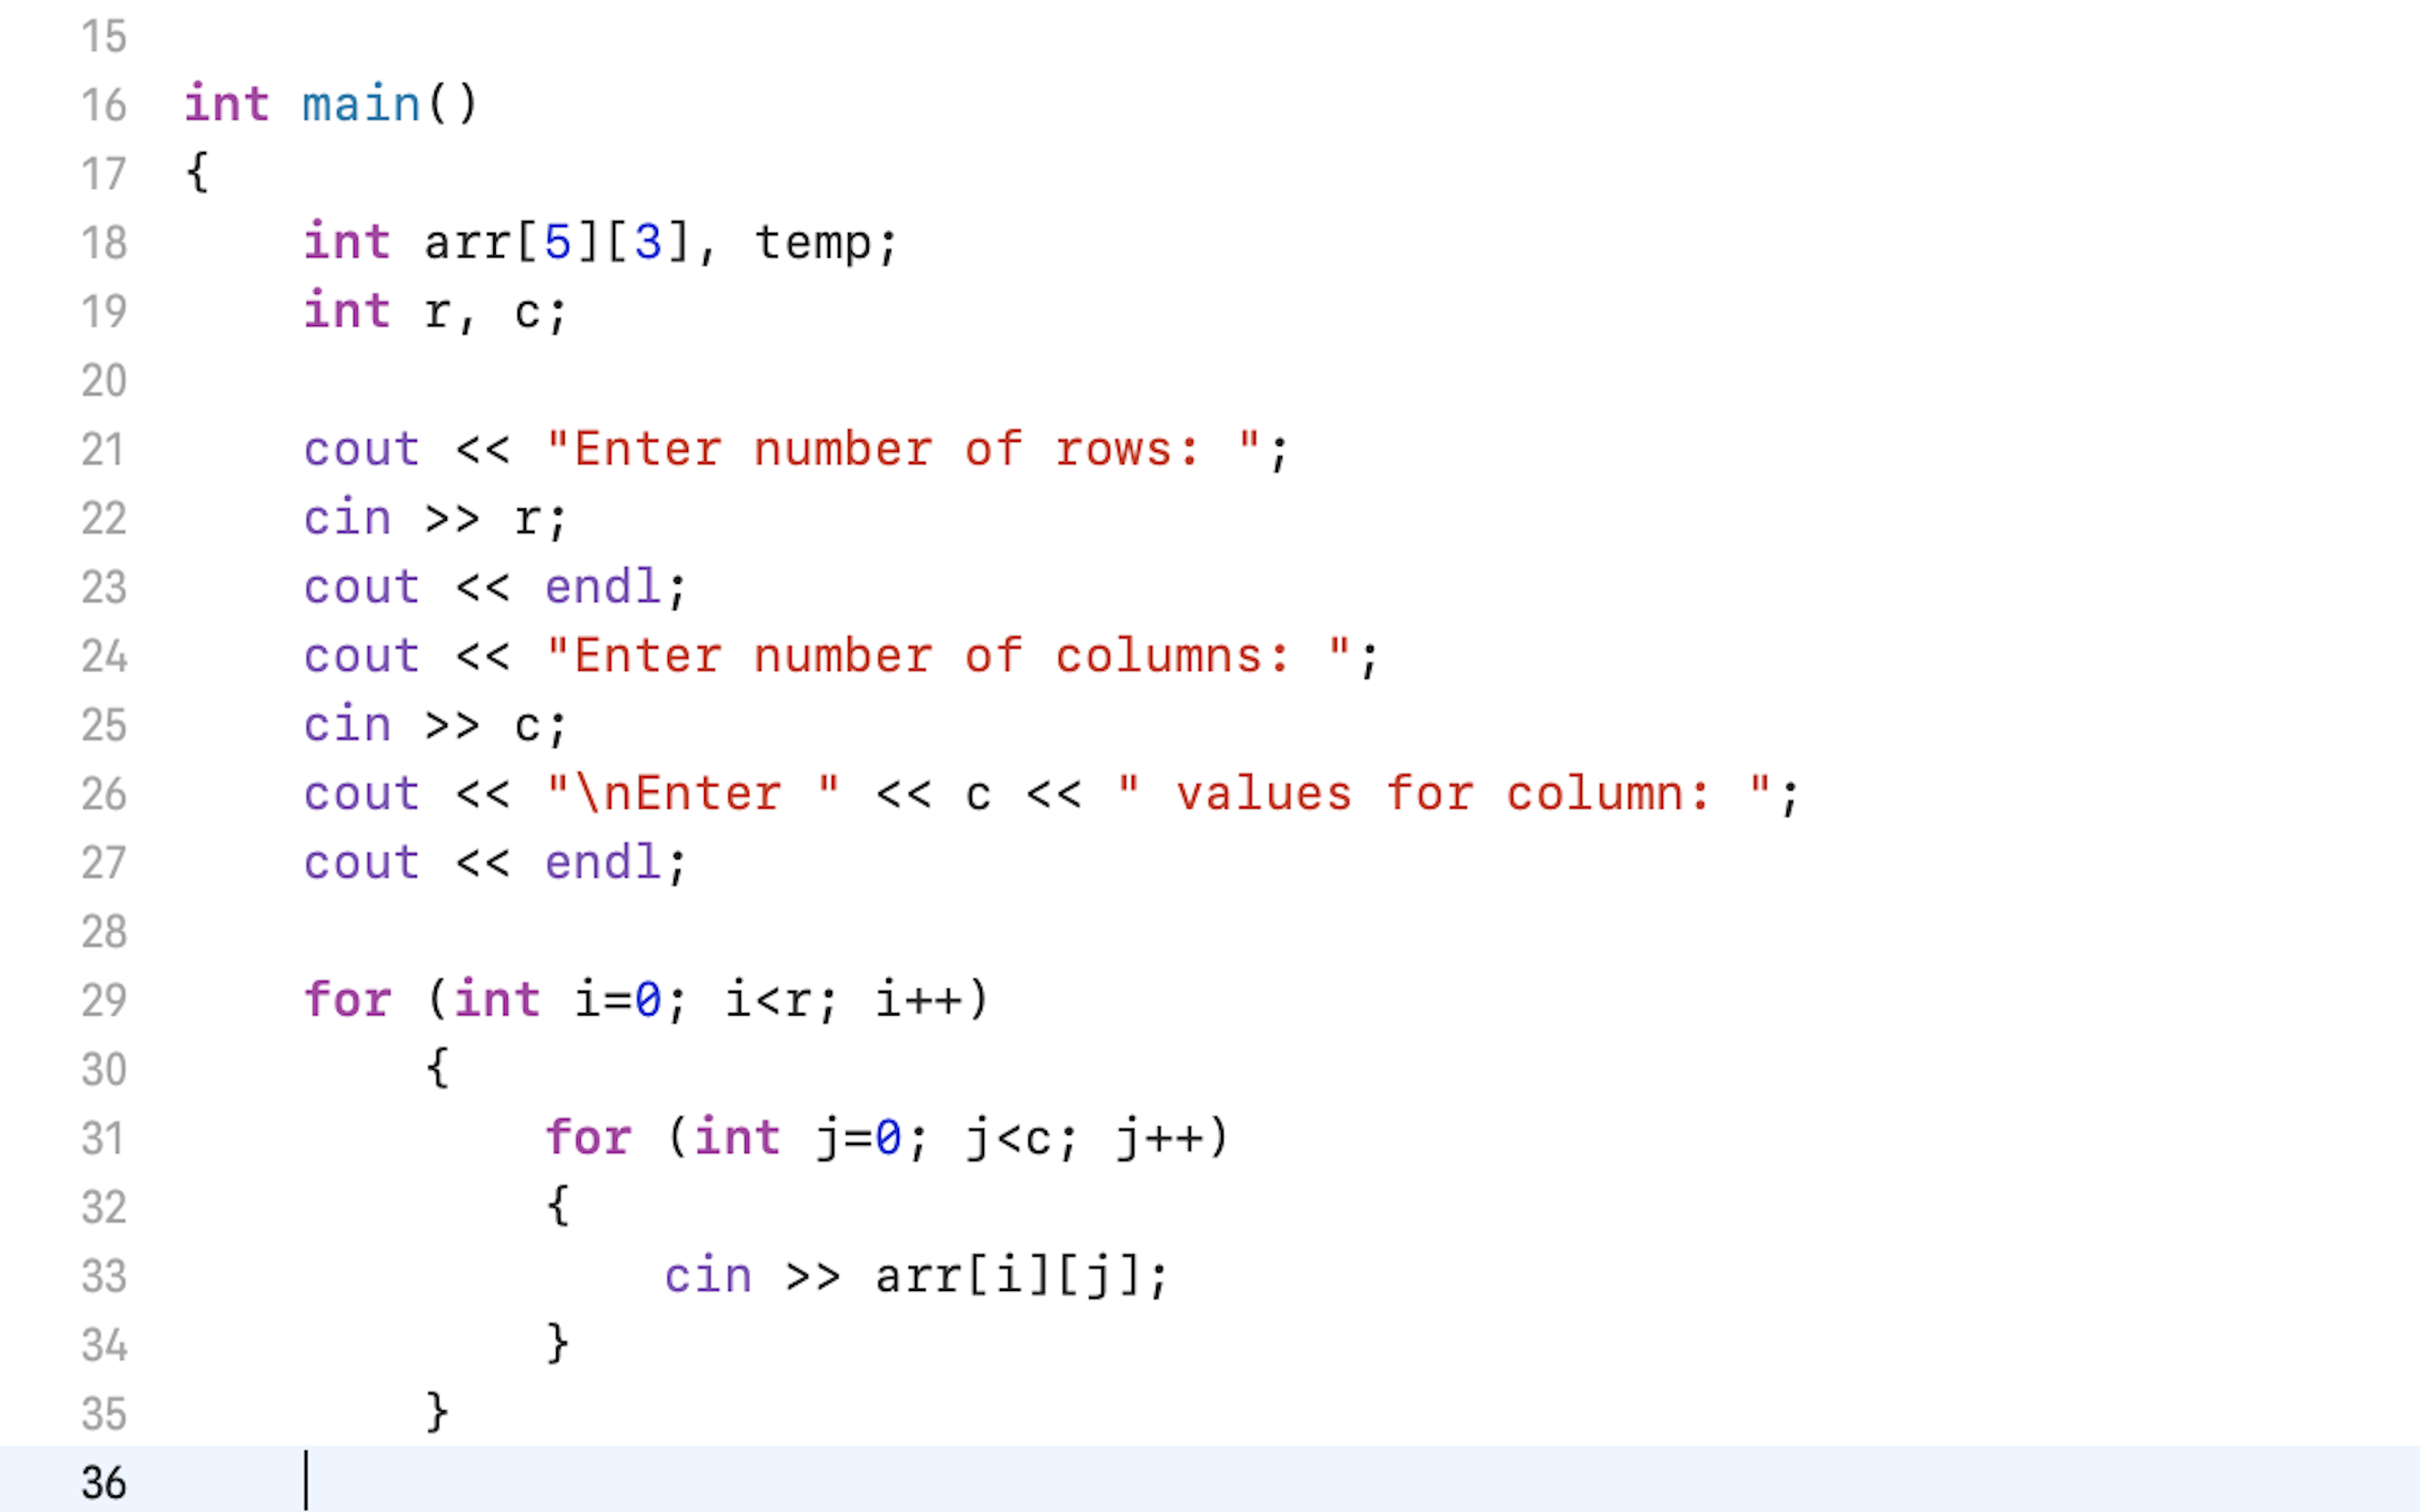 15
16 int main()
17 {
18     int arr[5][3], temp;
19     int r, c;
20
21     cout << "Enter number of rows: ";
22     cin >> r;
23     cout << endl;
24     cout << "Enter number of columns: ";
25     cin >> c;
26     cout << "\nEnter " << c << " values for column: ";
27     cout << endl;
28
29     for (int i=0; i<r; i++)
30         {
31             for (int j=0; j<c; j++)
32             {
33                 cin >> arr[i][j];
34             }
35         }
36